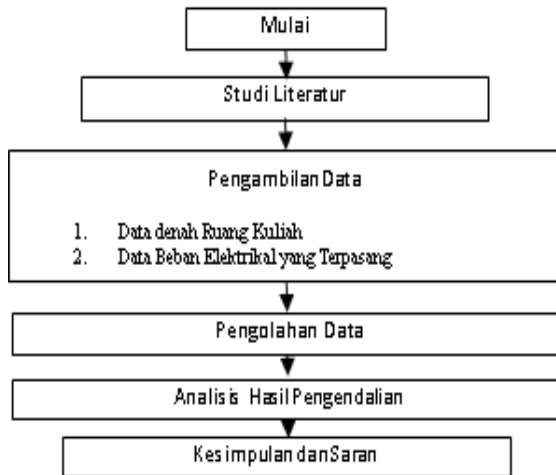 Mulai
Studi Literatur
Pengambilan Data
1. Data denah Ruang Kuliah
2. Data Beban Elektrikal yang Terpasang
Pengolahan Data
Analisis Hasil Pengendalian
Kesimpulan dan Saran